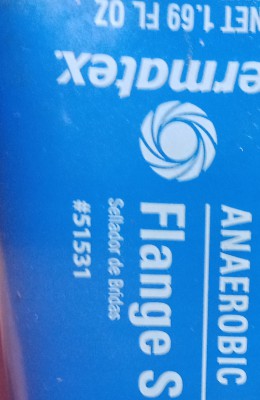 ermatex.
ANAEROBIC
Flange S
Sellador de Bridas
#51531
NET 1.69 FL OZ